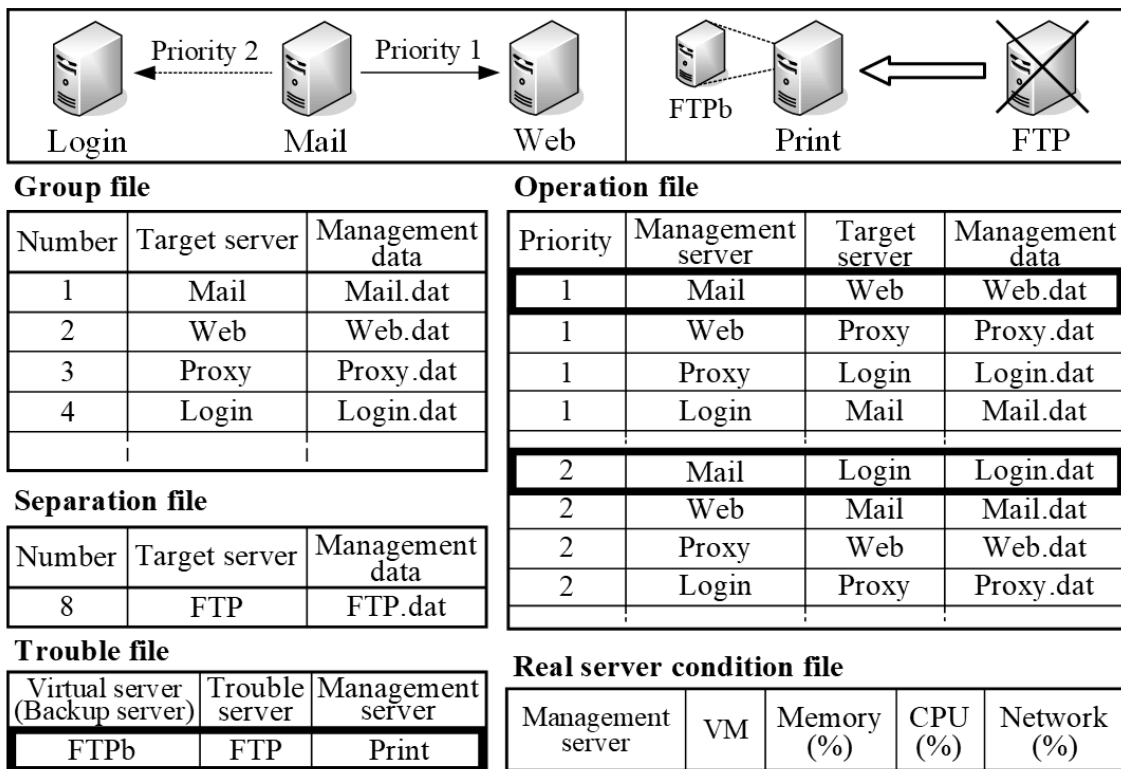 Priority 2 Priority 1
Login Mail Web
FTPb Print FTP
Group file
Number Target server Management data
1 Mail Mail.dat
2 Web Web.dat
3 Proxy Proxy.dat
4 Login Login.dat
Separation file
Number Target server Management data
8 FTP FTP.dat
Trouble file
Virtual server (Backup server) Trouble server Management server
FTPb FTP Print
Operation file
Priority Management server Target server Management data
1 Mail Web Web.dat
1 Web Proxy Proxy.dat
1 Proxy Login Login.dat
1 Login Mail Mail.dat
2 Mail Login Login.dat
2 Web Mail Mail.dat
2 Proxy Web Web.dat
2 Login Proxy Proxy.dat
Real server condition file
Management server VM Memory (%) CPU (%) Network (%)